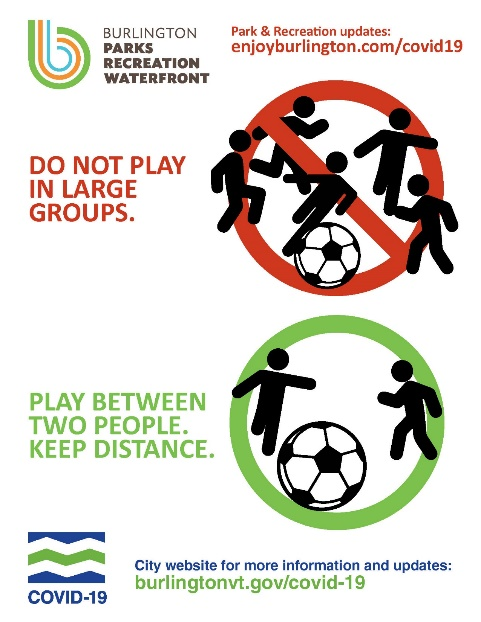 BURLINGTON
PARKS
RECREATION
WATERFRONT
Park & Recreation updates:
enjoyburlington.com/covid19
DO NOT PLAY
IN LARGE
GROUPS.
PLAY BETWEEN
TWO PEOPLE.
KEEP DISTANCE.
COVID-19
City website for more information and updates:
burlingtonvt.gov/covid-19